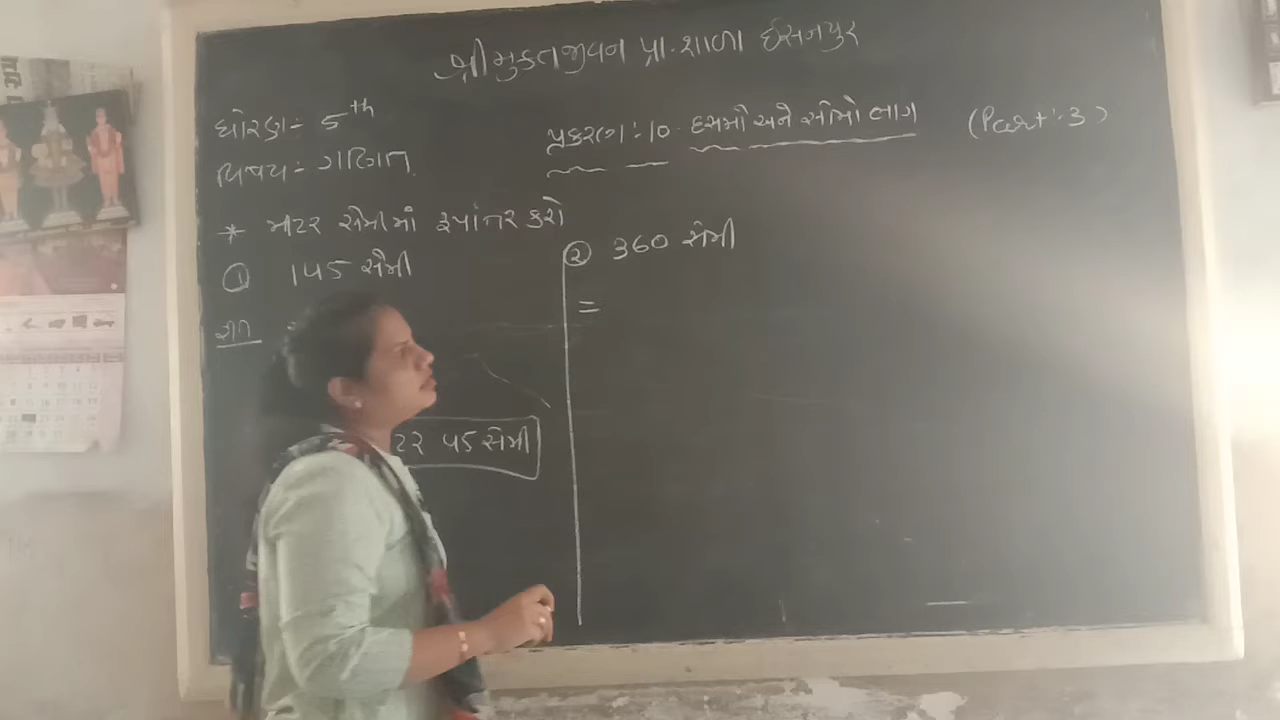 શ્રી મુક્તજીવન પ્રા. શાળા ઈસનપુર
ધોરણ:- 5th
પ્રકરણ:-10. દસમો અને સોમો ભાગ (Part:-3)
વિષય:- ગણિત
* મીટર સેમીમાં રૂપાંતર કરો
① 145 સેમી
② 360 સેમી
=
ટર 45 સેમી